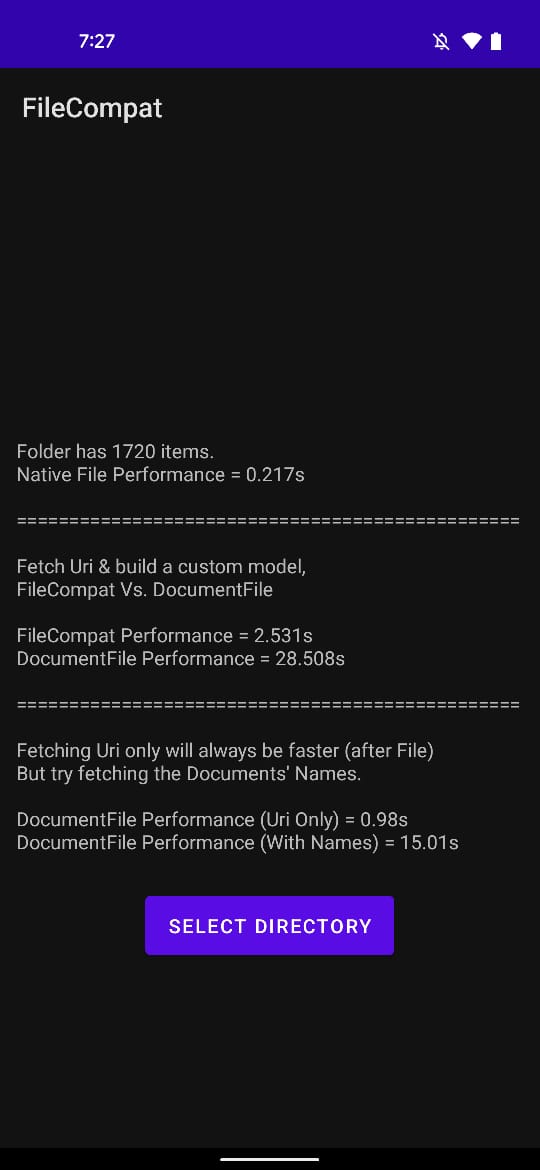 7:27
FileCompat
Folder has 1720 items.
Native File Performance = 0.217s
================================================
Fetch Uri & build a custom model,
FileCompat Vs. DocumentFile
FileCompat Performance = 2.531s
DocumentFile Performance = 28.508s
================================================
Fetching Uri only will always be faster (after File)
But try fetching the Documents' Names.
DocumentFile Performance (Uri Only) = 0.98s
DocumentFile Performance (With Names) = 15.01s
SELECT DIRECTORY